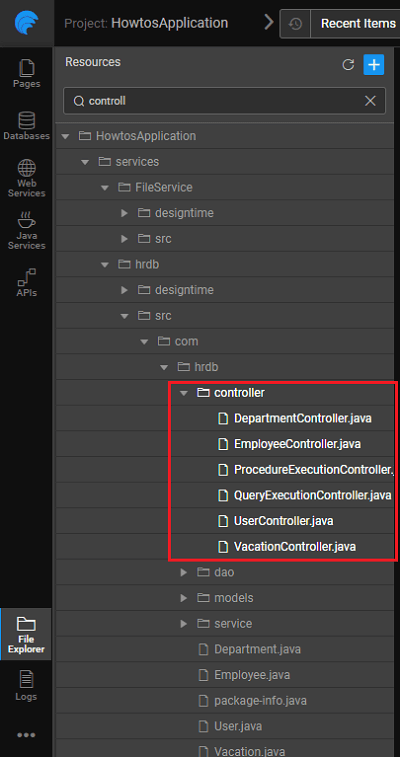 Project: HowtosApplication
Recent Items
Pages
Databases
Web
Services
Java
Services
APIs
Resources
controll
HowtosApplication
services
FileService
designtime
src
hrdb
designtime
src
com
hrdb
controller
DepartmentController.java
EmployeeController.java
ProcedureExecutionController.
QueryExecutionController.java
UserController.java
VacationController.java
dao
models
service
Department.java
Employee.java
package-info.java
User.java
Vacation.java
File
Explorer
Logs